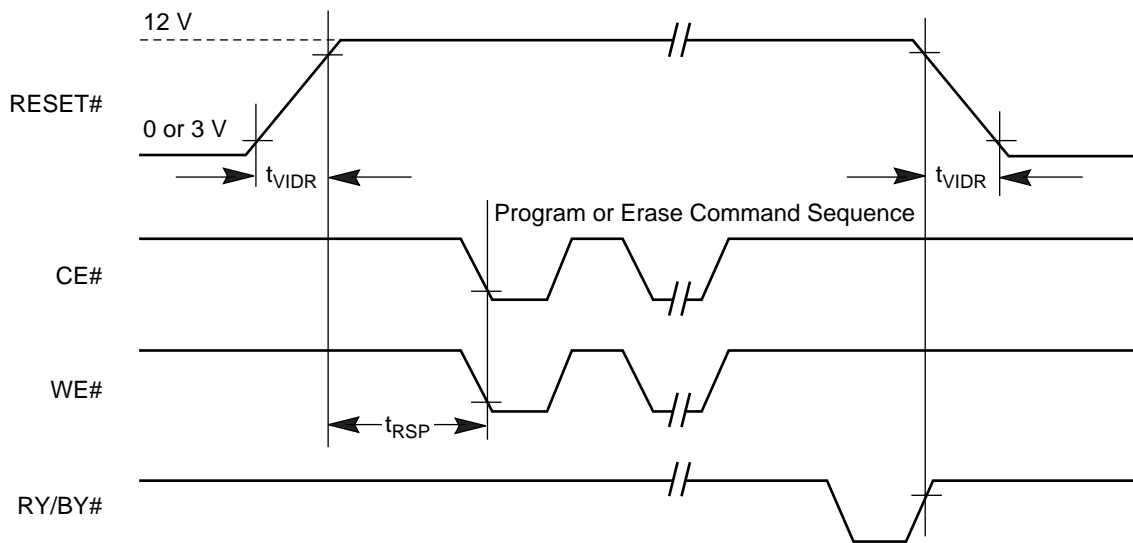 12 V
RESET#
0 or 3 V
tVIDR
tVIDR
Program or Erase Command Sequence
CE#
WE#
tRSP
RY/BY#